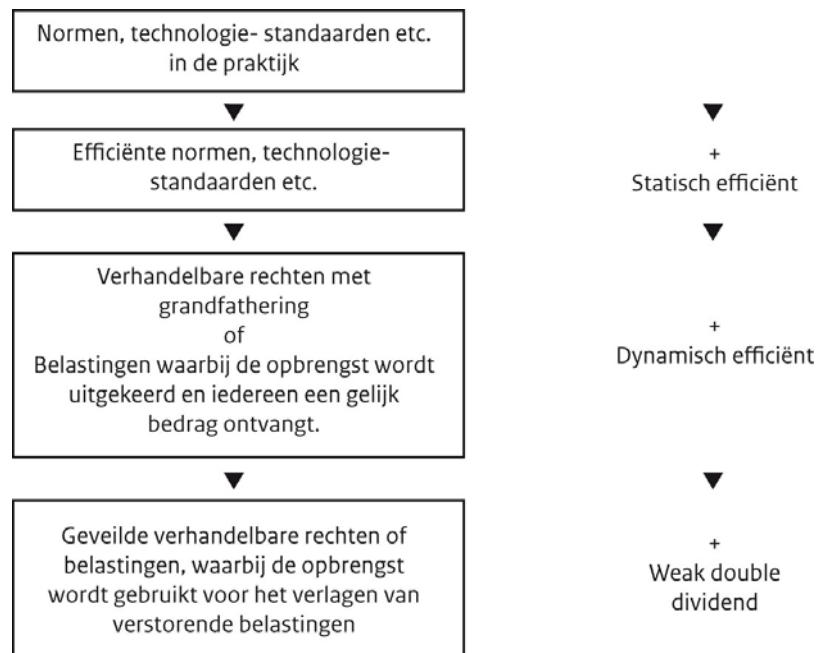 Normen, technologie- standaarden etc.
in de praktijk
Efficiënte normen, technologie-
standaarden etc.
+
Statisch efficiënt
Verhandelbare rechten met
grandfathering
of
Belastingen waarbij de opbrengst wordt
uitgekeerd en iedereen een gelijk
bedrag ontvangt.
+
Dynamisch efficiënt
Geveilde verhandelbare rechten of
belastingen, waarbij de opbrengst
wordt gebruikt voor het verlagen van
verstorende belastingen
+
Weak double
dividend